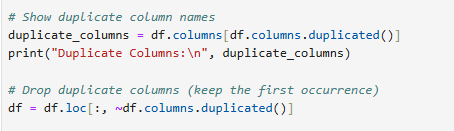 # Show duplicate column names
duplicate_columns = df.columns[df.columns.duplicated()]
print("Duplicate Columns:\n", duplicate_columns)
# Drop duplicate columns (keep the first occurrence)
df = df.loc[:, ~df.columns.duplicated()]